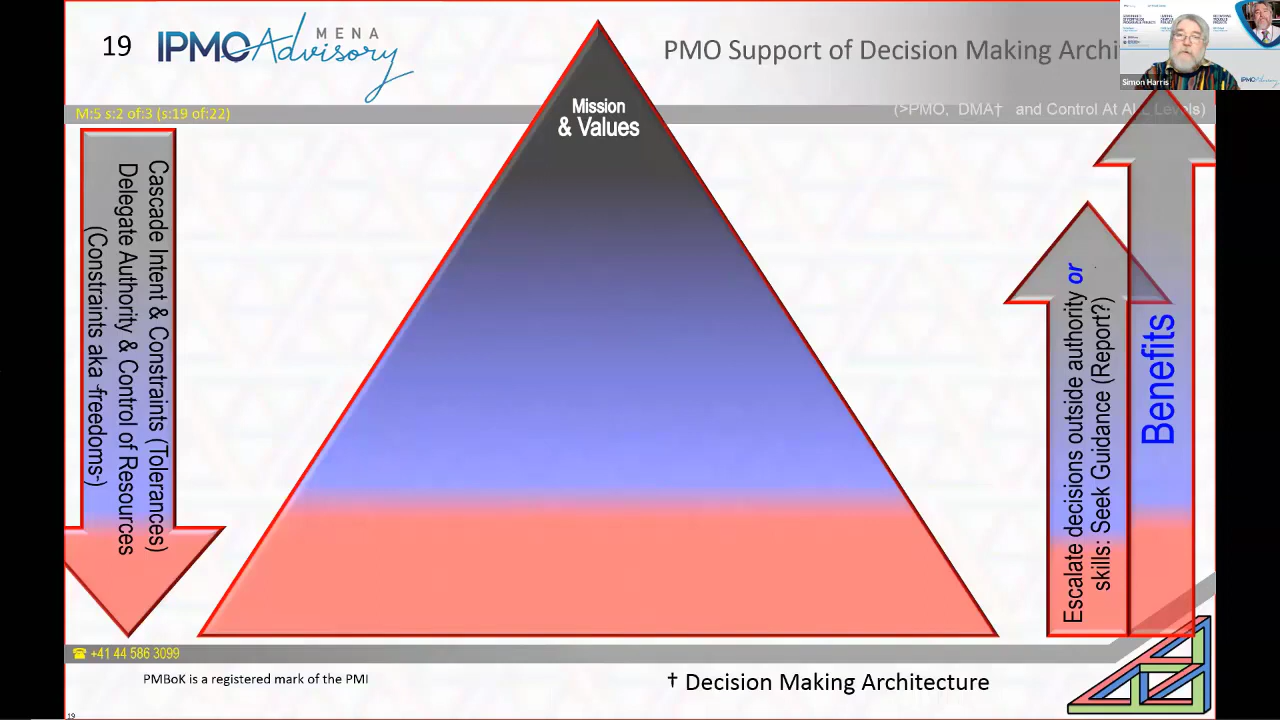 19
IPMO Advisory
MENA
PMO Support of Decision Making Archi
Simon Harris
M:5 s:2 of:3 (s:19 of:22)
(>PMO, DMA† and Control At ALL Levels)
Mission
& Values
Cascade Intent & Constraints (Tolerances)
Delegate Authority & Control of Resources
(Constraints aka -freedoms-)
Escalate decisions outside authority or
skills: Seek Guidance (Report?)
Benefits
☎ +41 44 586 3099
PMBoK is a registered mark of the PMI
† Decision Making Architecture
19